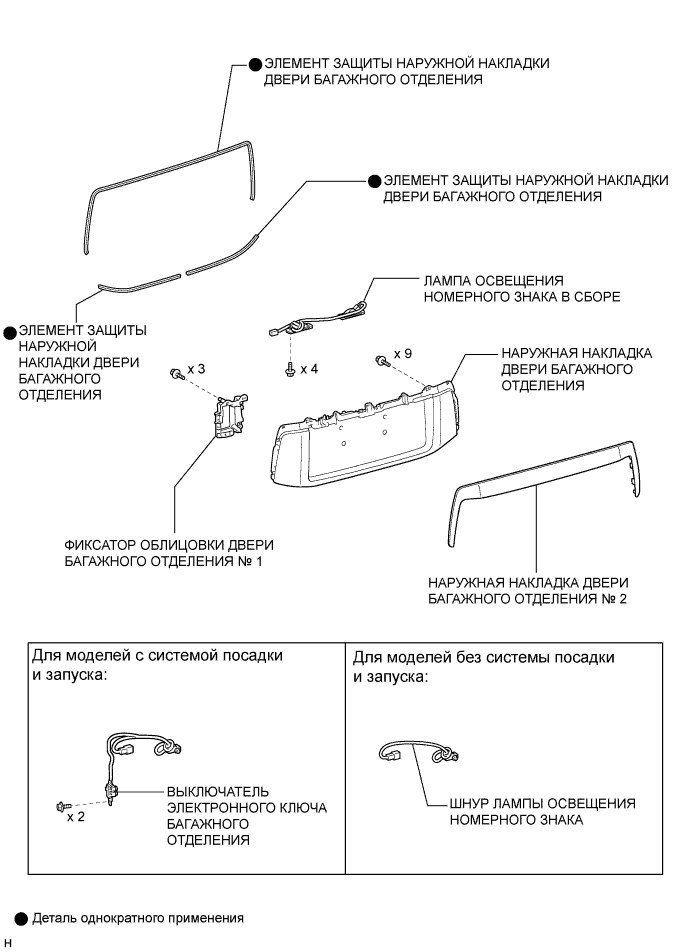 ● ЭЛЕМЕНТ ЗАЩИТЫ НАРУЖНОЙ НАКЛАДКИ
ДВЕРИ БАГАЖНОГО ОТДЕЛЕНИЯ
● ЭЛЕМЕНТ ЗАЩИТЫ НАРУЖНОЙ НАКЛАДКИ
ДВЕРИ БАГАЖНОГО ОТДЕЛЕНИЯ
ЛАМПА ОСВЕЩЕНИЯ
НОМЕРНОГО ЗНАКА В СБОРЕ
● ЭЛЕМЕНТ ЗАЩИТЫ
НАРУЖНОЙ
НАКЛАДКИ ДВЕРИ
БАГАЖНОГО
ОТДЕЛЕНИЯ
x 3
x 4
x 9
НАРУЖНАЯ НАКЛАДКА
ДВЕРИ БАГАЖНОГО
ОТДЕЛЕНИЯ
ФИКСАТОР ОБЛИЦОВКИ ДВЕРИ
БАГАЖНОГО ОТДЕЛЕНИЯ № 1
НАРУЖНАЯ НАКЛАДКА ДВЕРИ
БАГАЖНОГО ОТДЕЛЕНИЯ № 2
Для моделей с системой посадки
и запуска:
x 2
ВЫКЛЮЧАТЕЛЬ
ЭЛЕКТРОННОГО КЛЮЧА
БАГАЖНОГО
ОТДЕЛЕНИЯ
Для моделей без системы посадки
и запуска:
ШНУР ЛАМПЫ ОСВЕЩЕНИЯ
НОМЕРНОГО ЗНАКА
● Деталь однократного применения
H